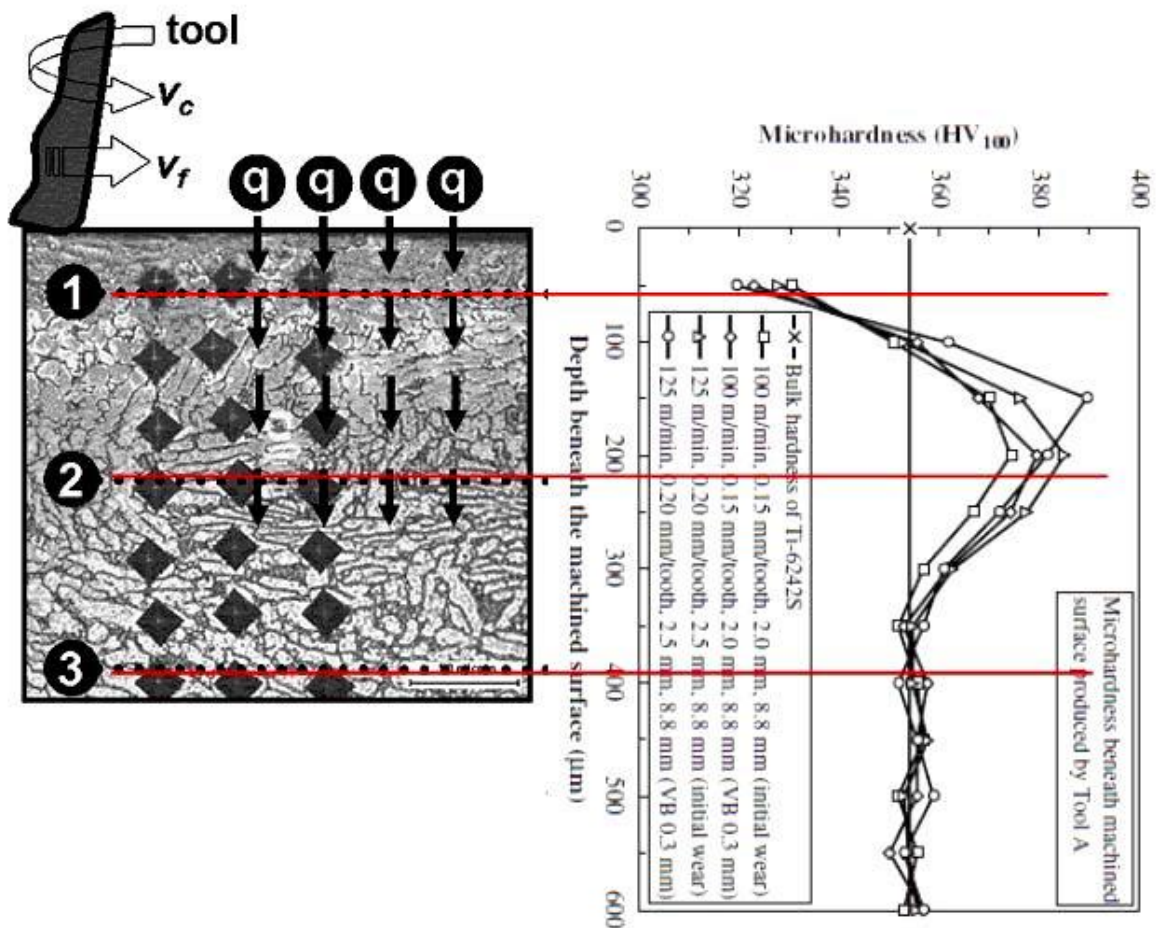 tool
vc
vf
q q q q
1
2
3
Microhardness (HV100)
300 320 340 360 380 400
Depth beneath the machined surface (μm)
0
100
200
300
400
500
600
Microhardness beneath machined
surface produced by Tool A
Bulk hardness of Ti-6242S
100 m/min, 0.15 mm/tooth, 2.0 mm, 8.8 mm (initial wear)
100 m/min, 0.15 mm/tooth, 2.0 mm, 8.8 mm (VB 0.3 mm)
125 m/min, 0.20 mm/tooth, 2.5 mm, 8.8 mm (initial wear)
125 m/min, 0.20 mm/tooth, 2.5 mm, 8.8 mm (VB 0.3 mm)